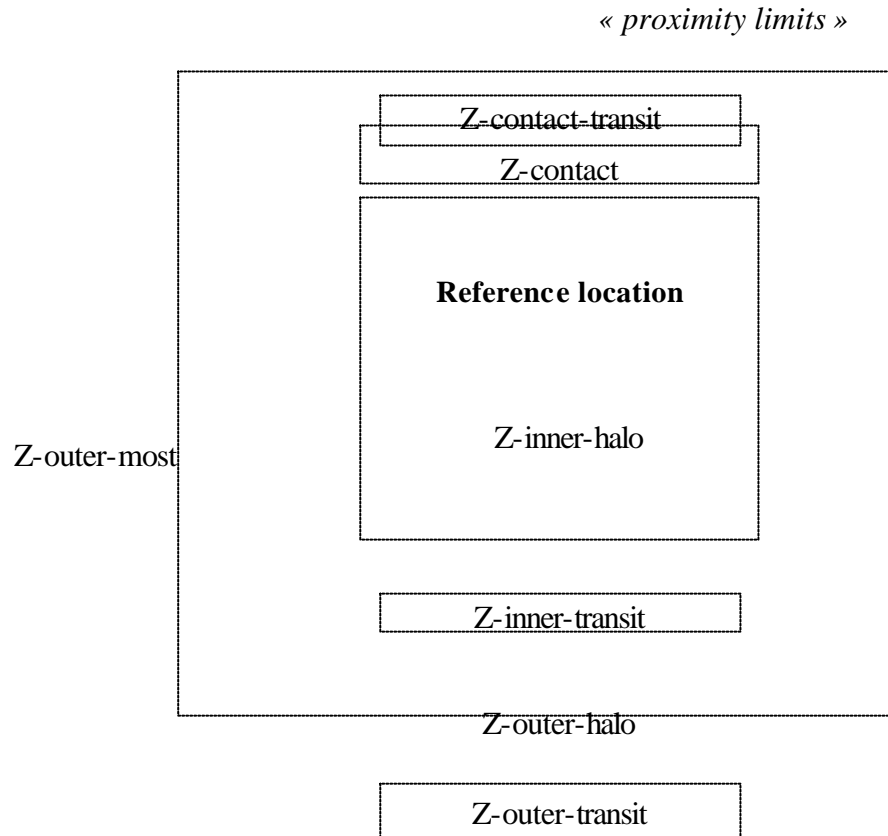 « proximity limits »
Z-contact-transit
Z-contact
Reference location
Z-inner-halo
Z-outer-most
Z-inner-transit
Z-outer-halo
Z-outer-transit